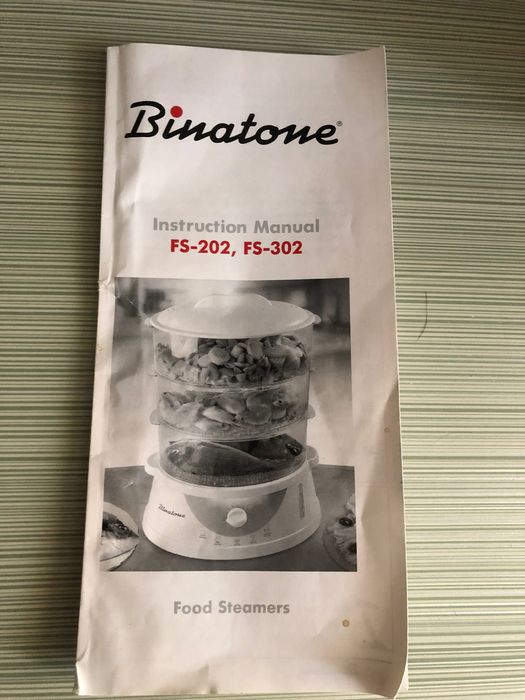 Binatone®
Instruction Manual
FS-202, FS-302
Binatone
Food Steamers